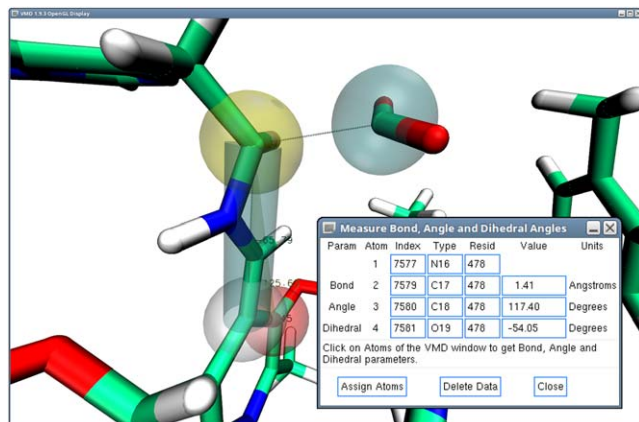 VMD 1.9.3 OpenGL Display
-65.79
Measure Bond, Angle and Dihedral Angles
Param Atom Index Type Resid Value Units
1 7577 N16 478
Bond 2 7579 C17 478 1.41 Angstroms
Angle 3 7580 C18 478 117.40 Degrees
Dihedral 4 7581 O19 478 -54.05 Degrees
Click on Atoms of the VMD window to get Bond, Angle and
Dihedral parameters.
Assign Atoms Delete Data Close